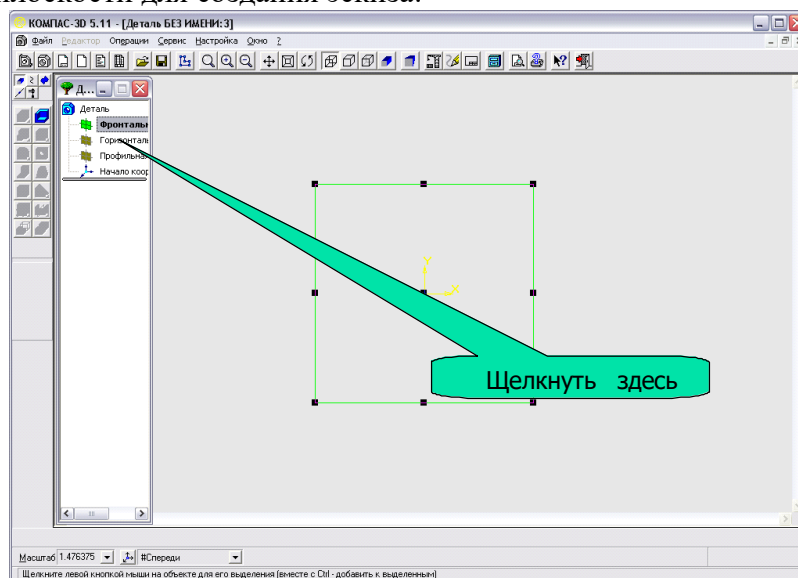 плоскости для создания эскиза.
КОМПАС-3D 5.11 - [Деталь БЕЗ ИМЕНИ:3]
Файл Редактор Операции Сервис Настройка Окно ?
Д...
Деталь
Фронтальн
Горизонталь
Профильная
Начало коор
Y
X
Щелкнуть здесь
Масштаб 1.476375 #Спереди
Щелкните левой кнопкой мыши на объекте для его выделения (вместе с Ctrl - добавить к выделенным)